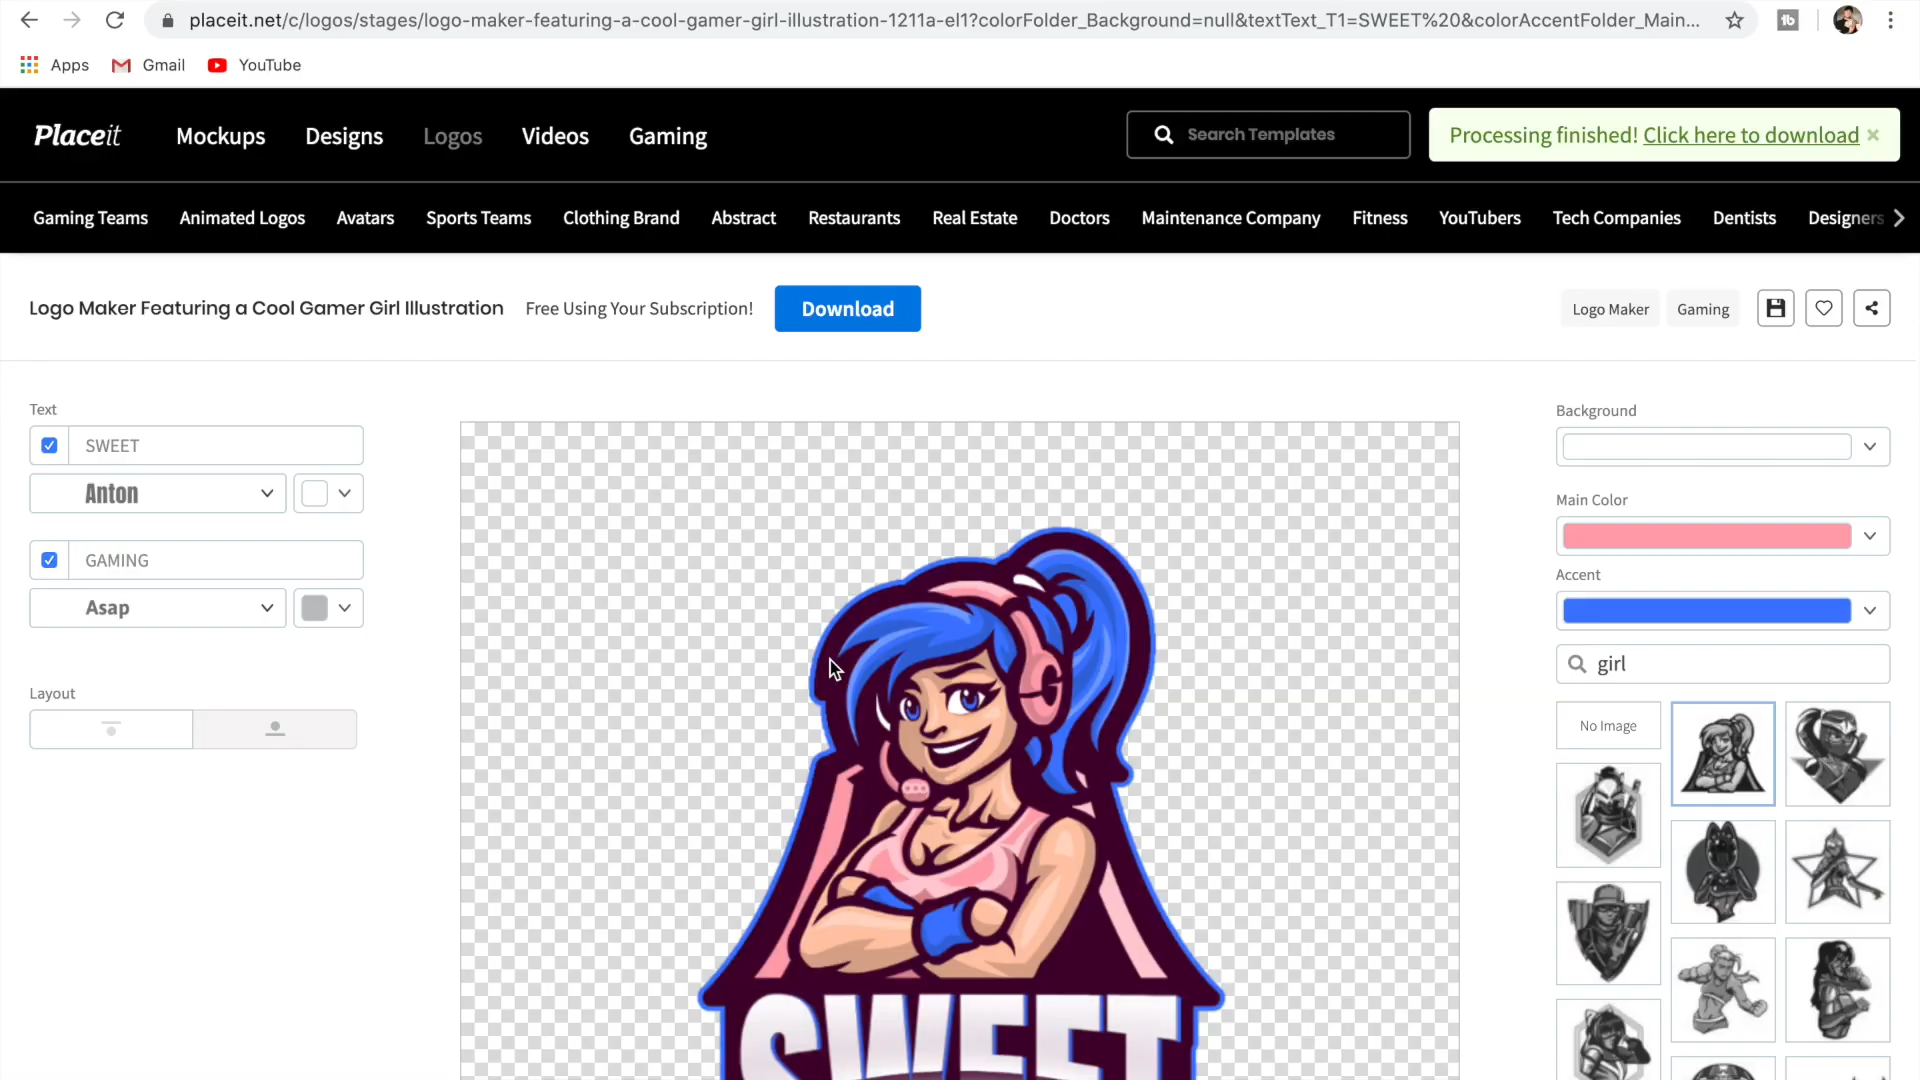 placeit.net/c/logos/stages/logo-maker-featuring-a-cool-gamer-girl-illustration-1211a-el1?colorFolder_Background=null&textText_T1=SWEET%20&colorAccentFolder_Main...
Apps Gmail YouTube
Placeit Mockups Designs Logos Videos Gaming Search Templates Processing finished! Click here to download ×
Gaming Teams Animated Logos Avatars Sports Teams Clothing Brand Abstract Restaurants Real Estate Doctors Maintenance Company Fitness YouTubers Tech Companies Dentists Designers
Logo Maker Featuring a Cool Gamer Girl Illustration Free Using Your Subscription! Download Logo Maker Gaming
Text
SWEET
Anton
GAMING
Asap
Layout
SWEET
Background
Main Color
Accent
girl
No Image